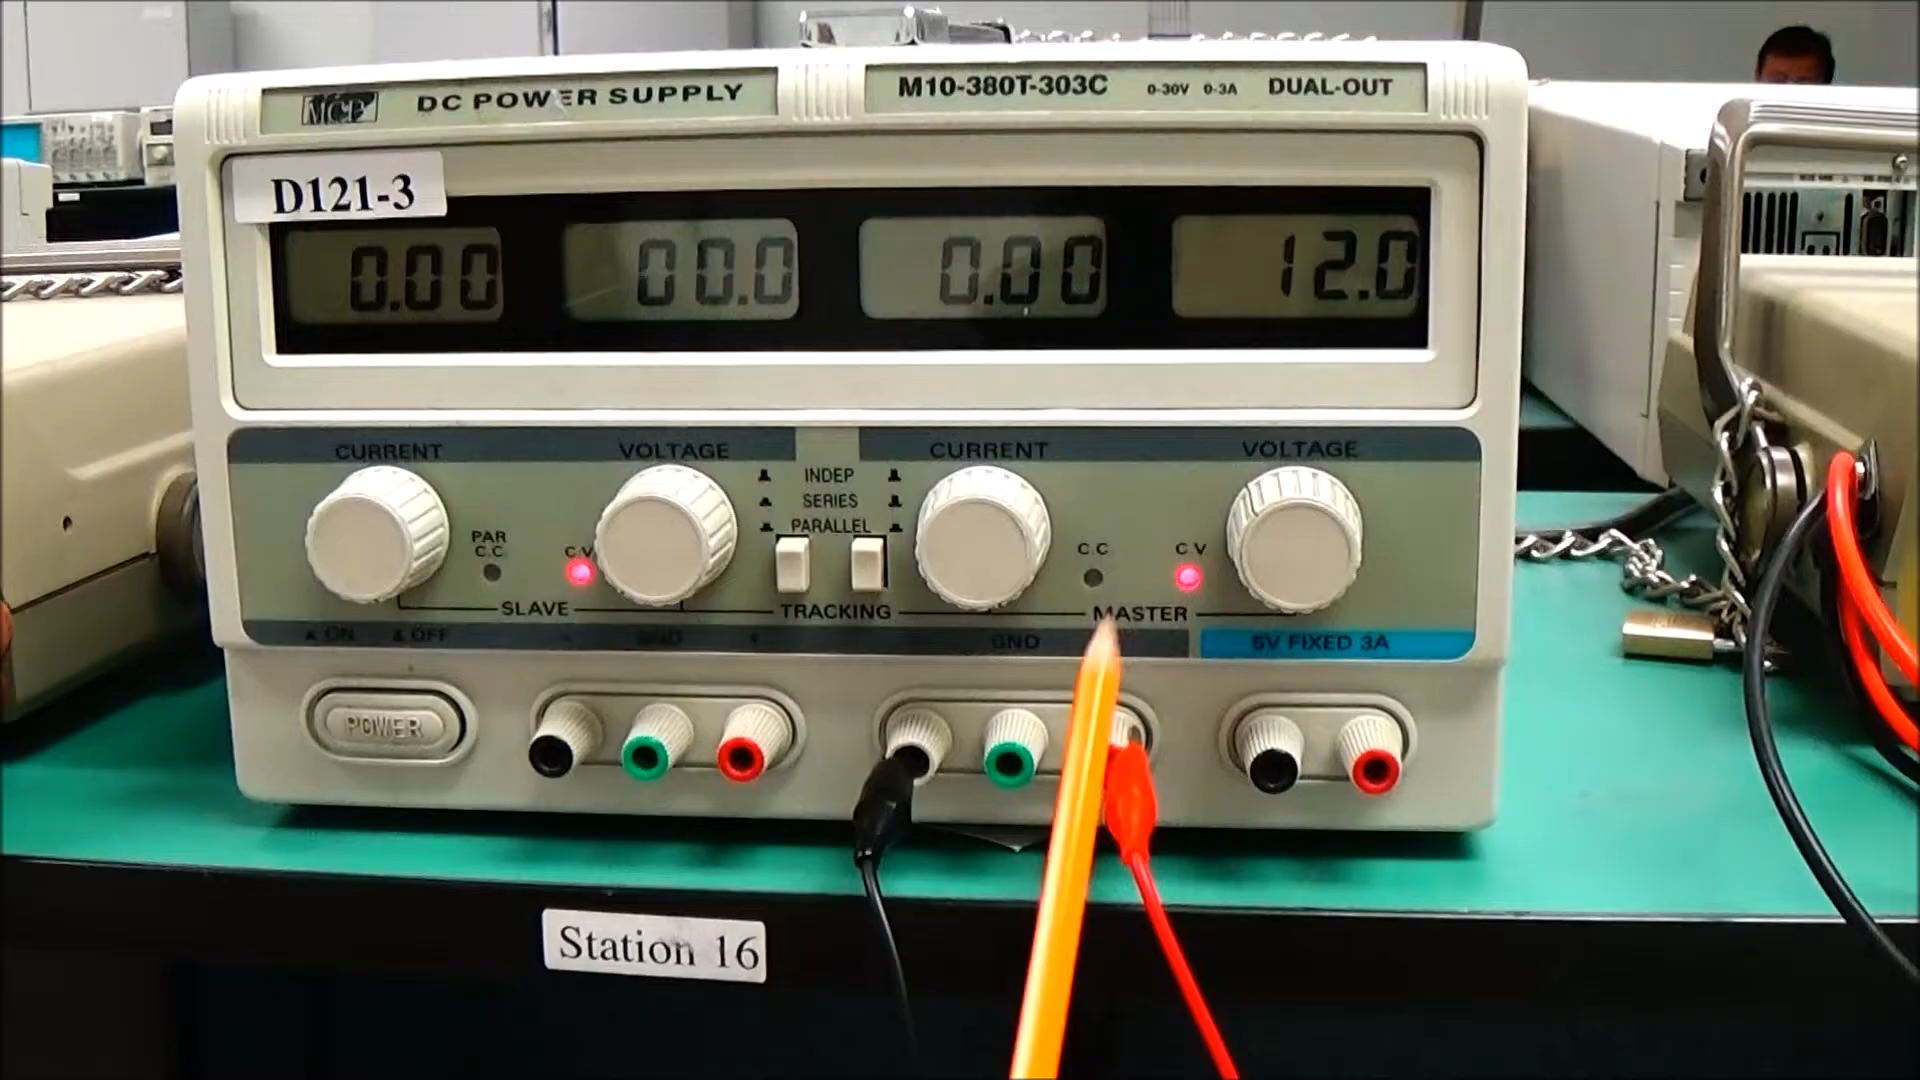 MCP DC POWER SUPPLY M10-380T-303C 0-30V 0-3A DUAL-OUT
D121-3
0.00 00.0 0.00 12.0
CURRENT VOLTAGE CURRENT VOLTAGE
INDEP
SERIES
PARALLEL
PAR
C.C. C.V C.C C.V
SLAVE TRACKING MASTER
ON OFF - GND + GND 5V FIXED 3A
POWER
Station 16